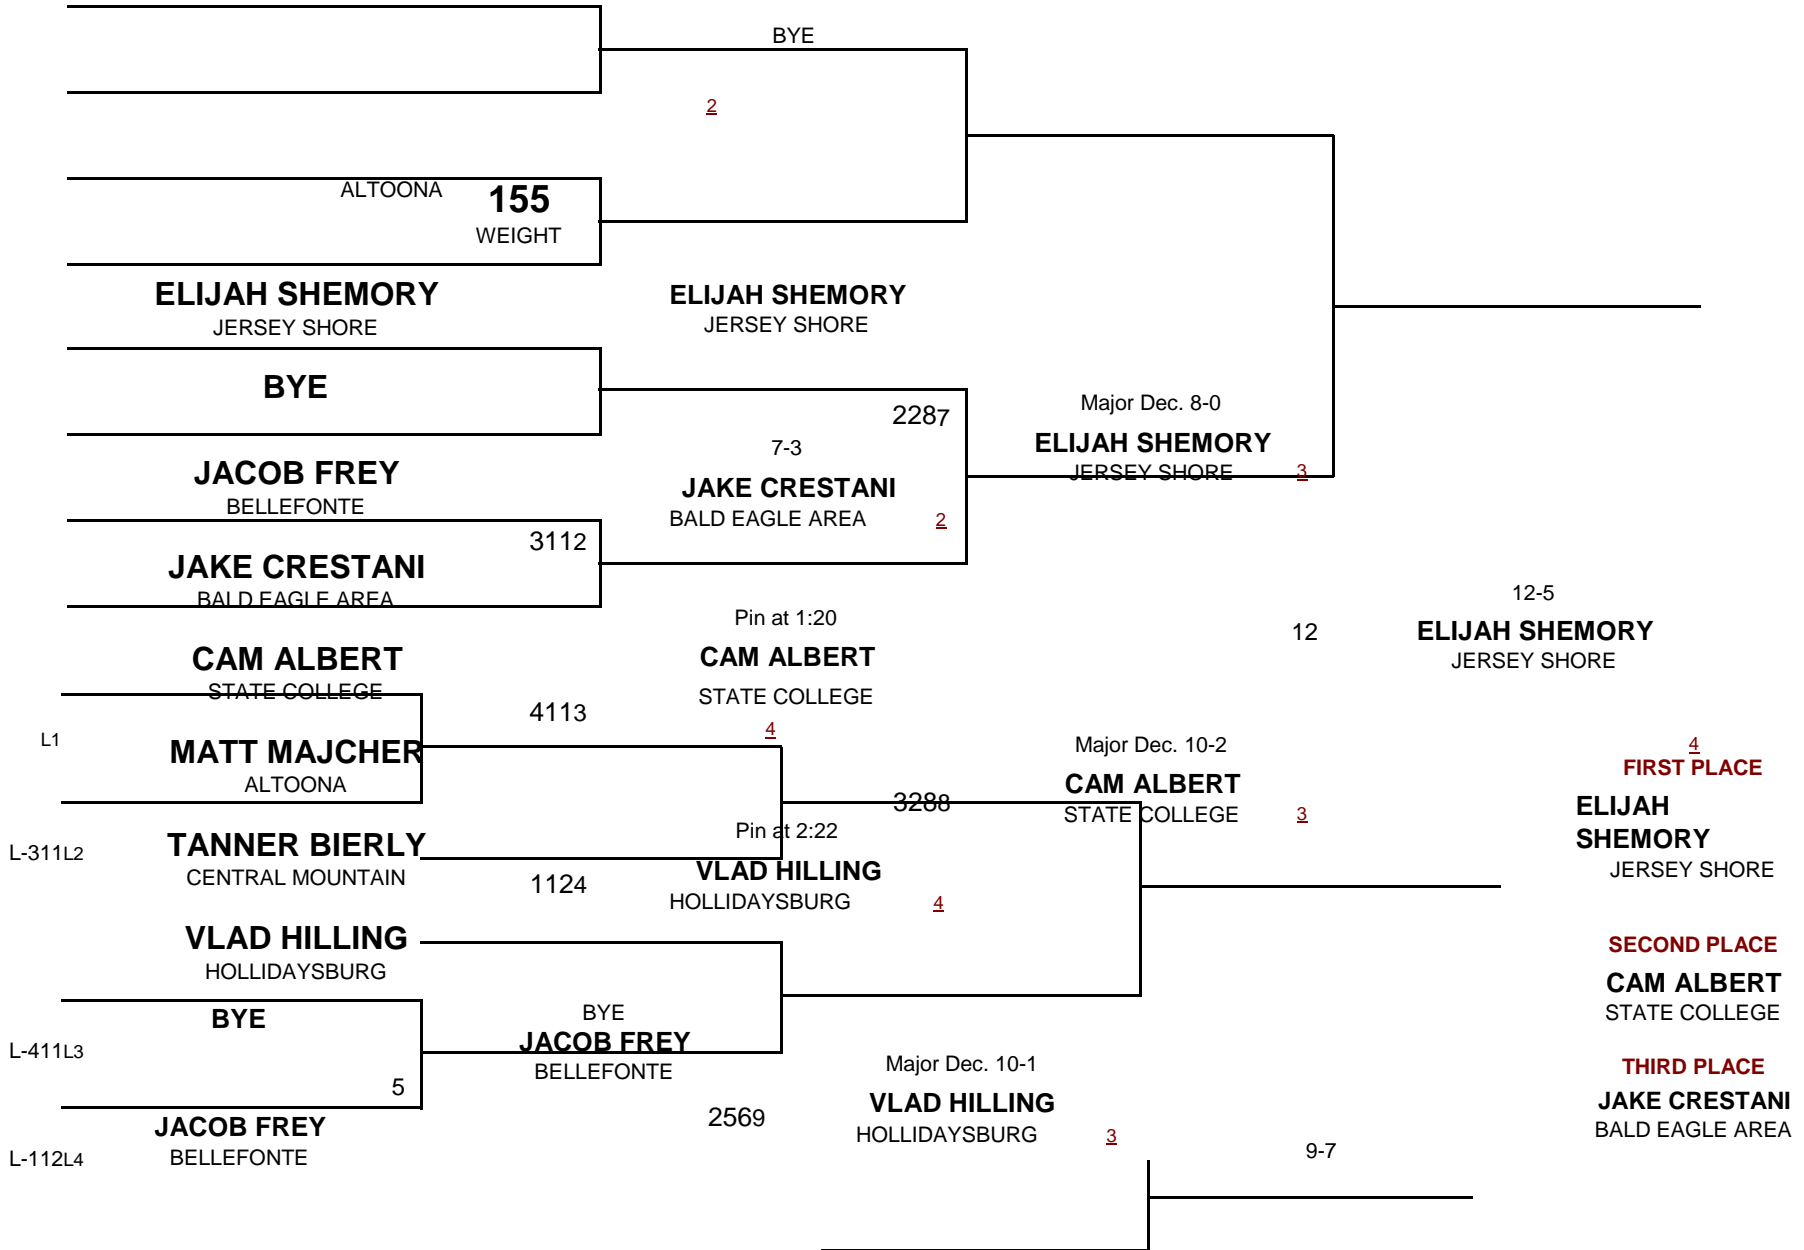 BYE
2
ALTOONA
155
WEIGHT
ELIJAH SHEMORY
JERSEY SHORE
ELIJAH SHEMORY
JERSEY SHORE
BYE
2287
Major Dec. 8-0
7-3
ELIJAH SHEMORY
JERSEY SHORE 3
JACOB FREY
BELLEFONTE
JAKE CRESTANI
BALD EAGLE AREA 2
3112
JAKE CRESTANI
BALD EAGLE AREA
12-5
Pin at 1:20
12
ELIJAH SHEMORY
JERSEY SHORE
CAM ALBERT
STATE COLLEGE
CAM ALBERT
STATE COLLEGE
4113
4
L1
MATT MAJCHER
ALTOONA
Major Dec. 10-2
4
FIRST PLACE
CAM ALBERT
STATE COLLEGE 3
3288
ELIJAH
SHEMORY
JERSEY SHORE
Pin at 2:22
L-311L2
TANNER BIERLY
CENTRAL MOUNTAIN
1124
VLAD HILLING
HOLLIDAYSBURG 4
VLAD HILLING
HOLLIDAYSBURG
SECOND PLACE
CAM ALBERT
STATE COLLEGE
BYE
BYE
JACOB FREY
BELLEFONTE
L-411L3
5
Major Dec. 10-1
THIRD PLACE
JAKE CRESTANI
BALD EAGLE AREA
VLAD HILLING
HOLLIDAYSBURG 3
2569
JACOB FREY
BELLEFONTE
L-112L4
9-7